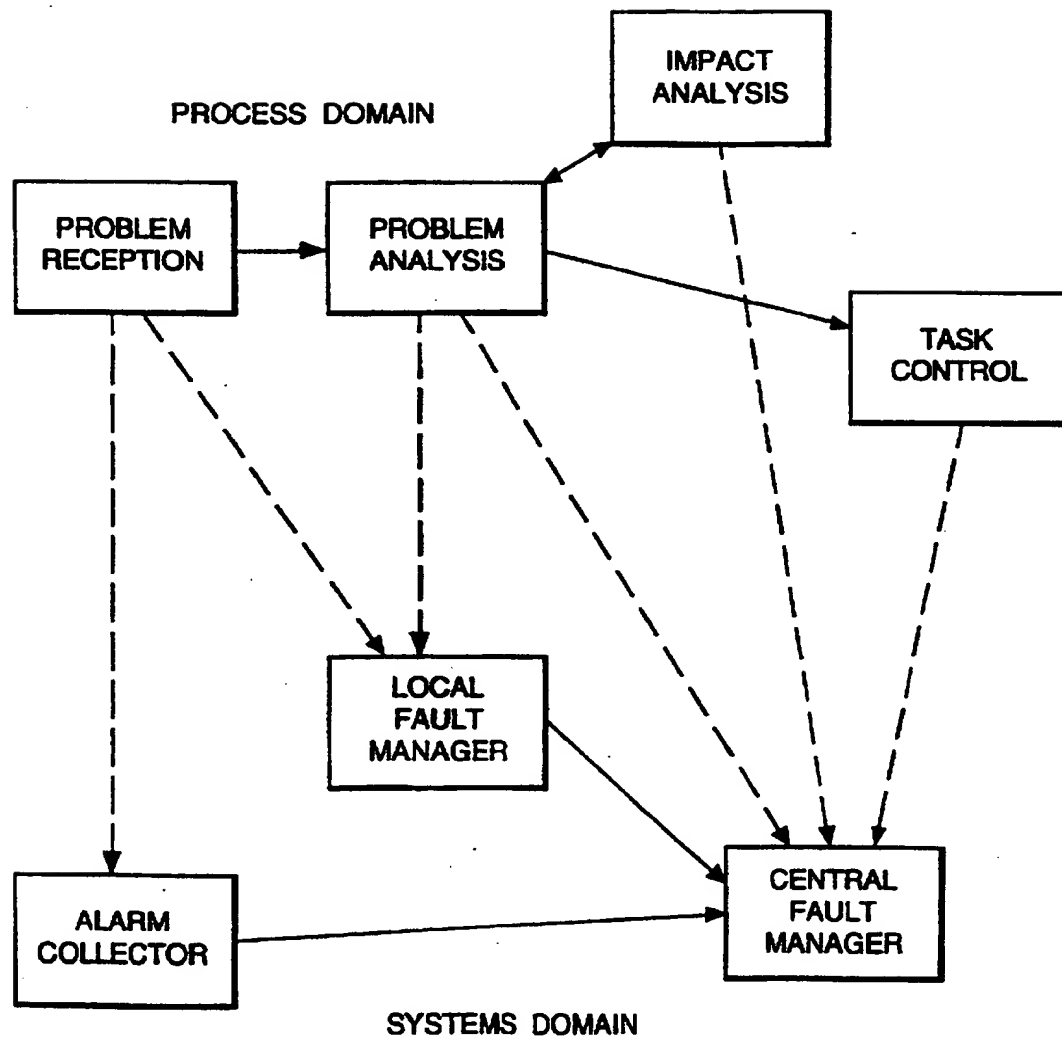 IMPACT
ANALYSIS
PROCESS DOMAIN
PROBLEM
RECEPTION
PROBLEM
ANALYSIS
TASK
CONTROL
LOCAL
FAULT
MANAGER
CENTRAL
FAULT
MANAGER
ALARM
COLLECTOR
SYSTEMS DOMAIN